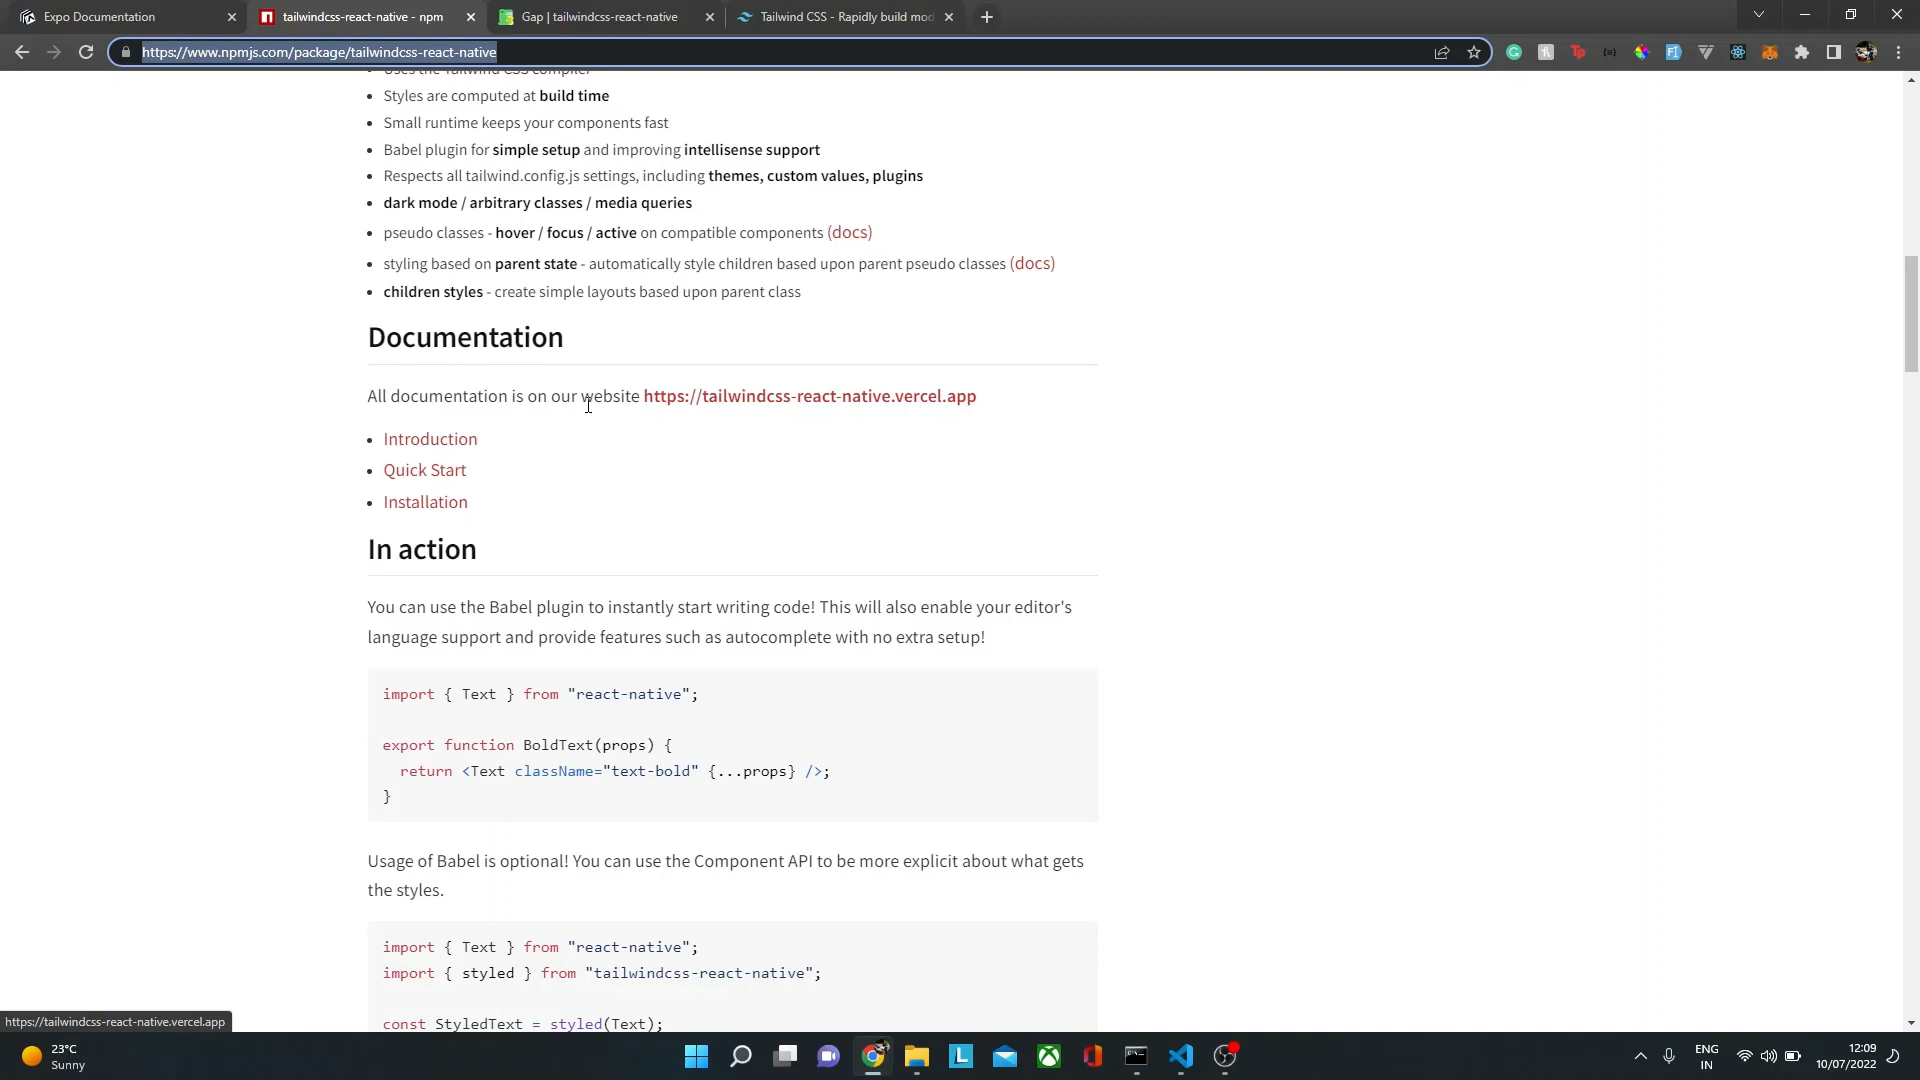 Expo Documentation
tailwindcss-react-native - npm
Gap | tailwindcss-react-native
Tailwind CSS - Rapidly build mod
https://www.npmjs.com/package/tailwindcss-react-native
Uses the Tailwind CSS compiler
• Styles are computed at build time
• Small runtime keeps your components fast
• Babel plugin for simple setup and improving intellisense support
• Respects all tailwind.config.js settings, including themes, custom values, plugins
• dark mode / arbitrary classes / media queries
• pseudo classes - hover / focus / active on compatible components (docs)
• styling based on parent state - automatically style children based upon parent pseudo classes (docs)
• children styles - create simple layouts based upon parent class
Documentation
All documentation is on our website https://tailwindcss-react-native.vercel.app
• Introduction
• Quick Start
• Installation
In action
You can use the Babel plugin to instantly start writing code! This will also enable your editor's
language support and provide features such as autocomplete with no extra setup!
import { Text } from "react-native";
export function BoldText(props) {
return <Text className="text-bold" {...props} />;
}
Usage of Babel is optional! You can use the Component API to be more explicit about what gets
the styles.
import { Text } from "react-native";
import { styled } from "tailwindcss-react-native";
const StyledText = styled(Text);
https://tailwindcss-react-native.vercel.app
23°C
Sunny
ENG
IN
12:09
10/07/2022